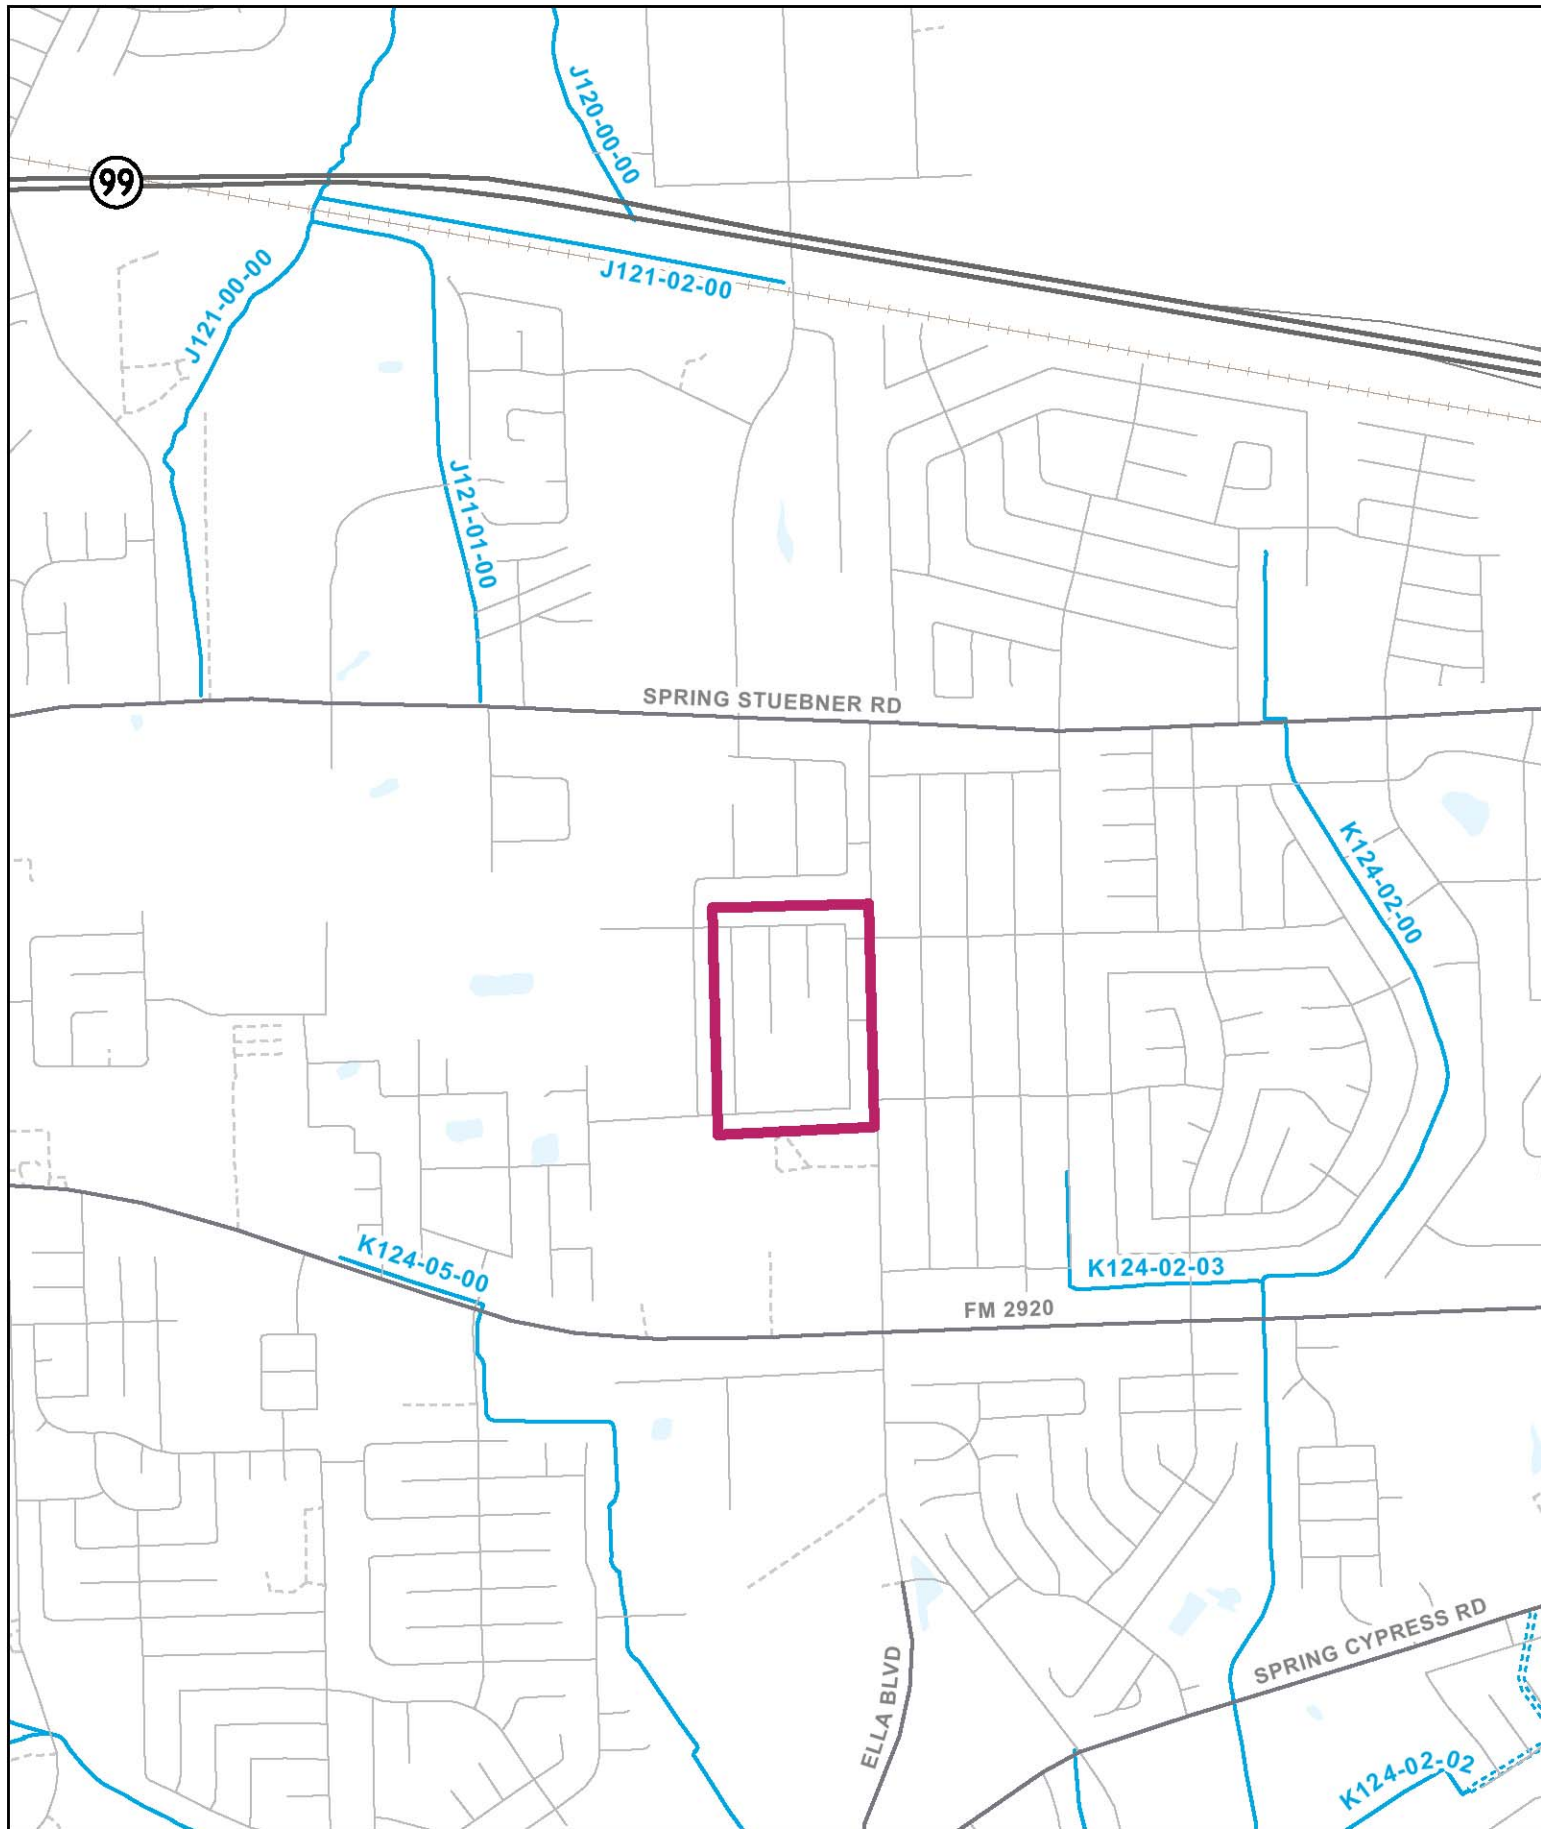 J120-00-00
99
J121-00-00
J121-02-00
J121-01-00
SPRING STUEBNER RD
K124-02-00
K124-05-00
K124-02-03
FM 2920
SPRING CYPRESS RD
ELLA BLVD
K124-02-02